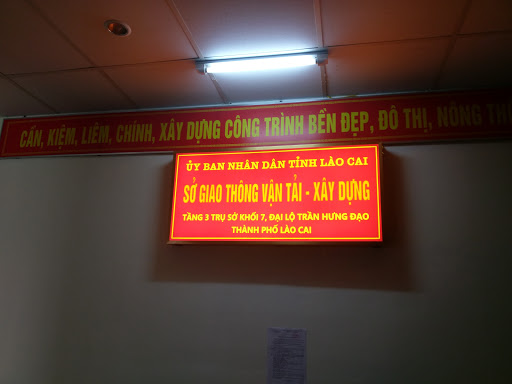 CẦN, KIỆM, LIÊM, CHÍNH, XÂY DỰNG CÔNG TRÌNH BỀN ĐẸP, ĐÔ THỊ, NÔNG
ỦY BAN NHÂN DÂN TỈNH LÀO CAI
SỞ GIAO THÔNG VẬN TẢI - XÂY DỰNG
TẦNG 3 TRỤ SỞ KHỐI 7, ĐẠI LỘ TRẦN HƯNG ĐẠO
THÀNH PHỐ LÀO CAI